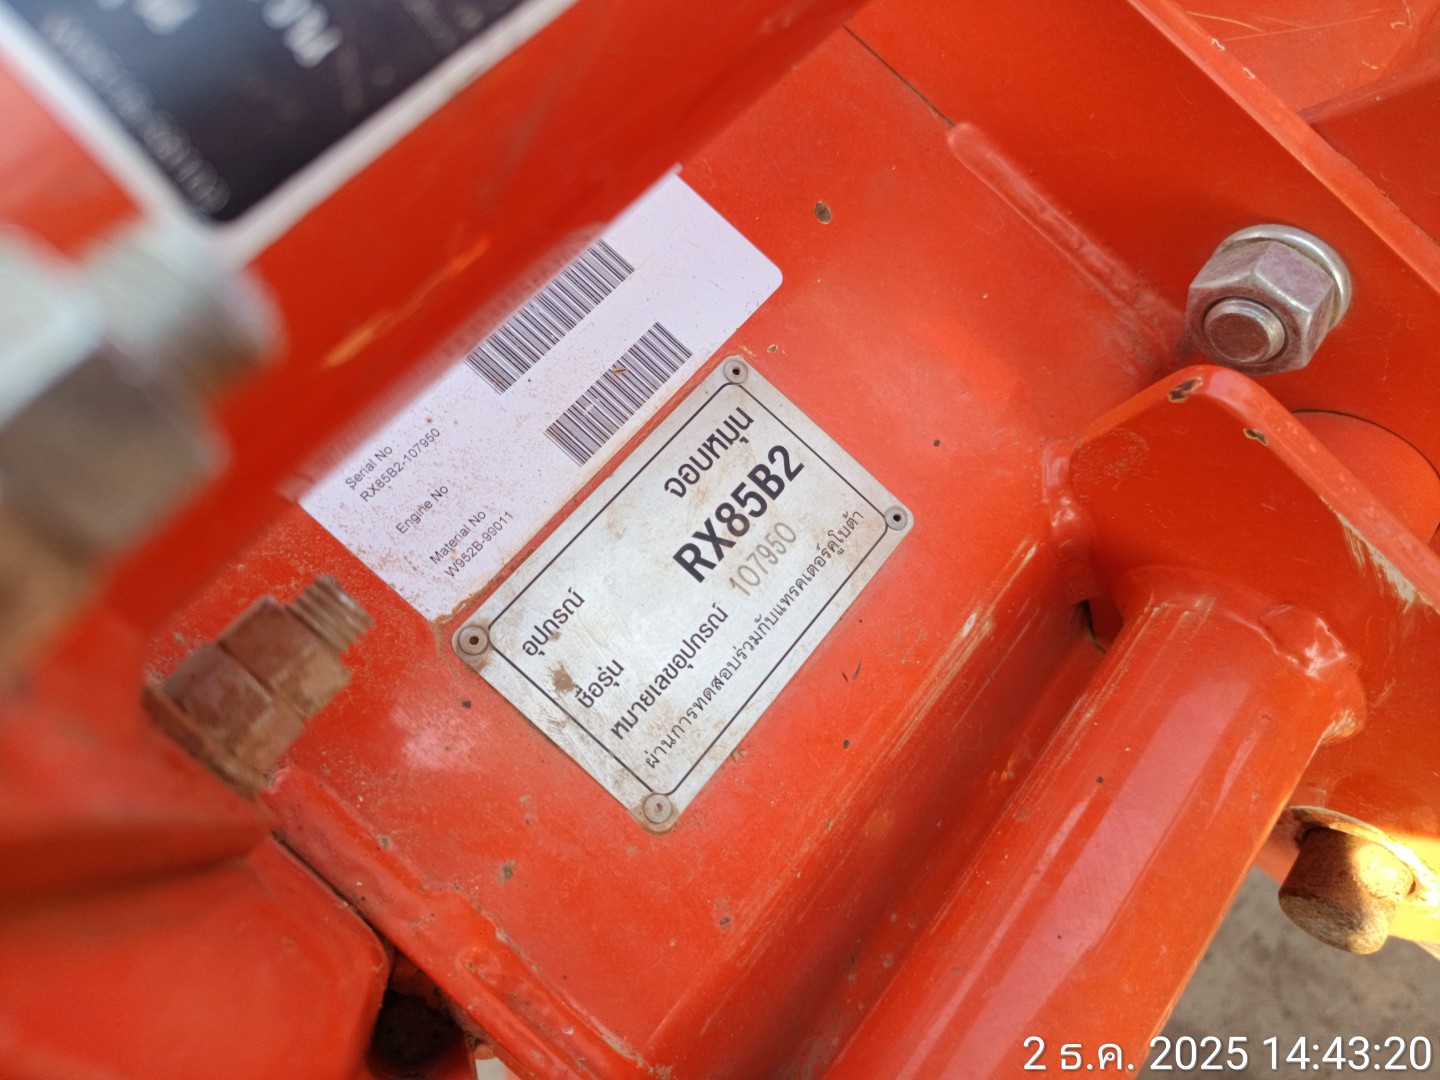 Serial No
RX85B2-107950
Engine No
Material No
W952B-99011
อุปกรณ์ จอบหมุน
ชื่อรุ่น RX85B2
หมายเลขอุปกรณ์ 107950
ผ่านการทดสอบร่วมกับแทรคเตอร์คูโบต้า
2 ธ.ค. 2025 14:43:20